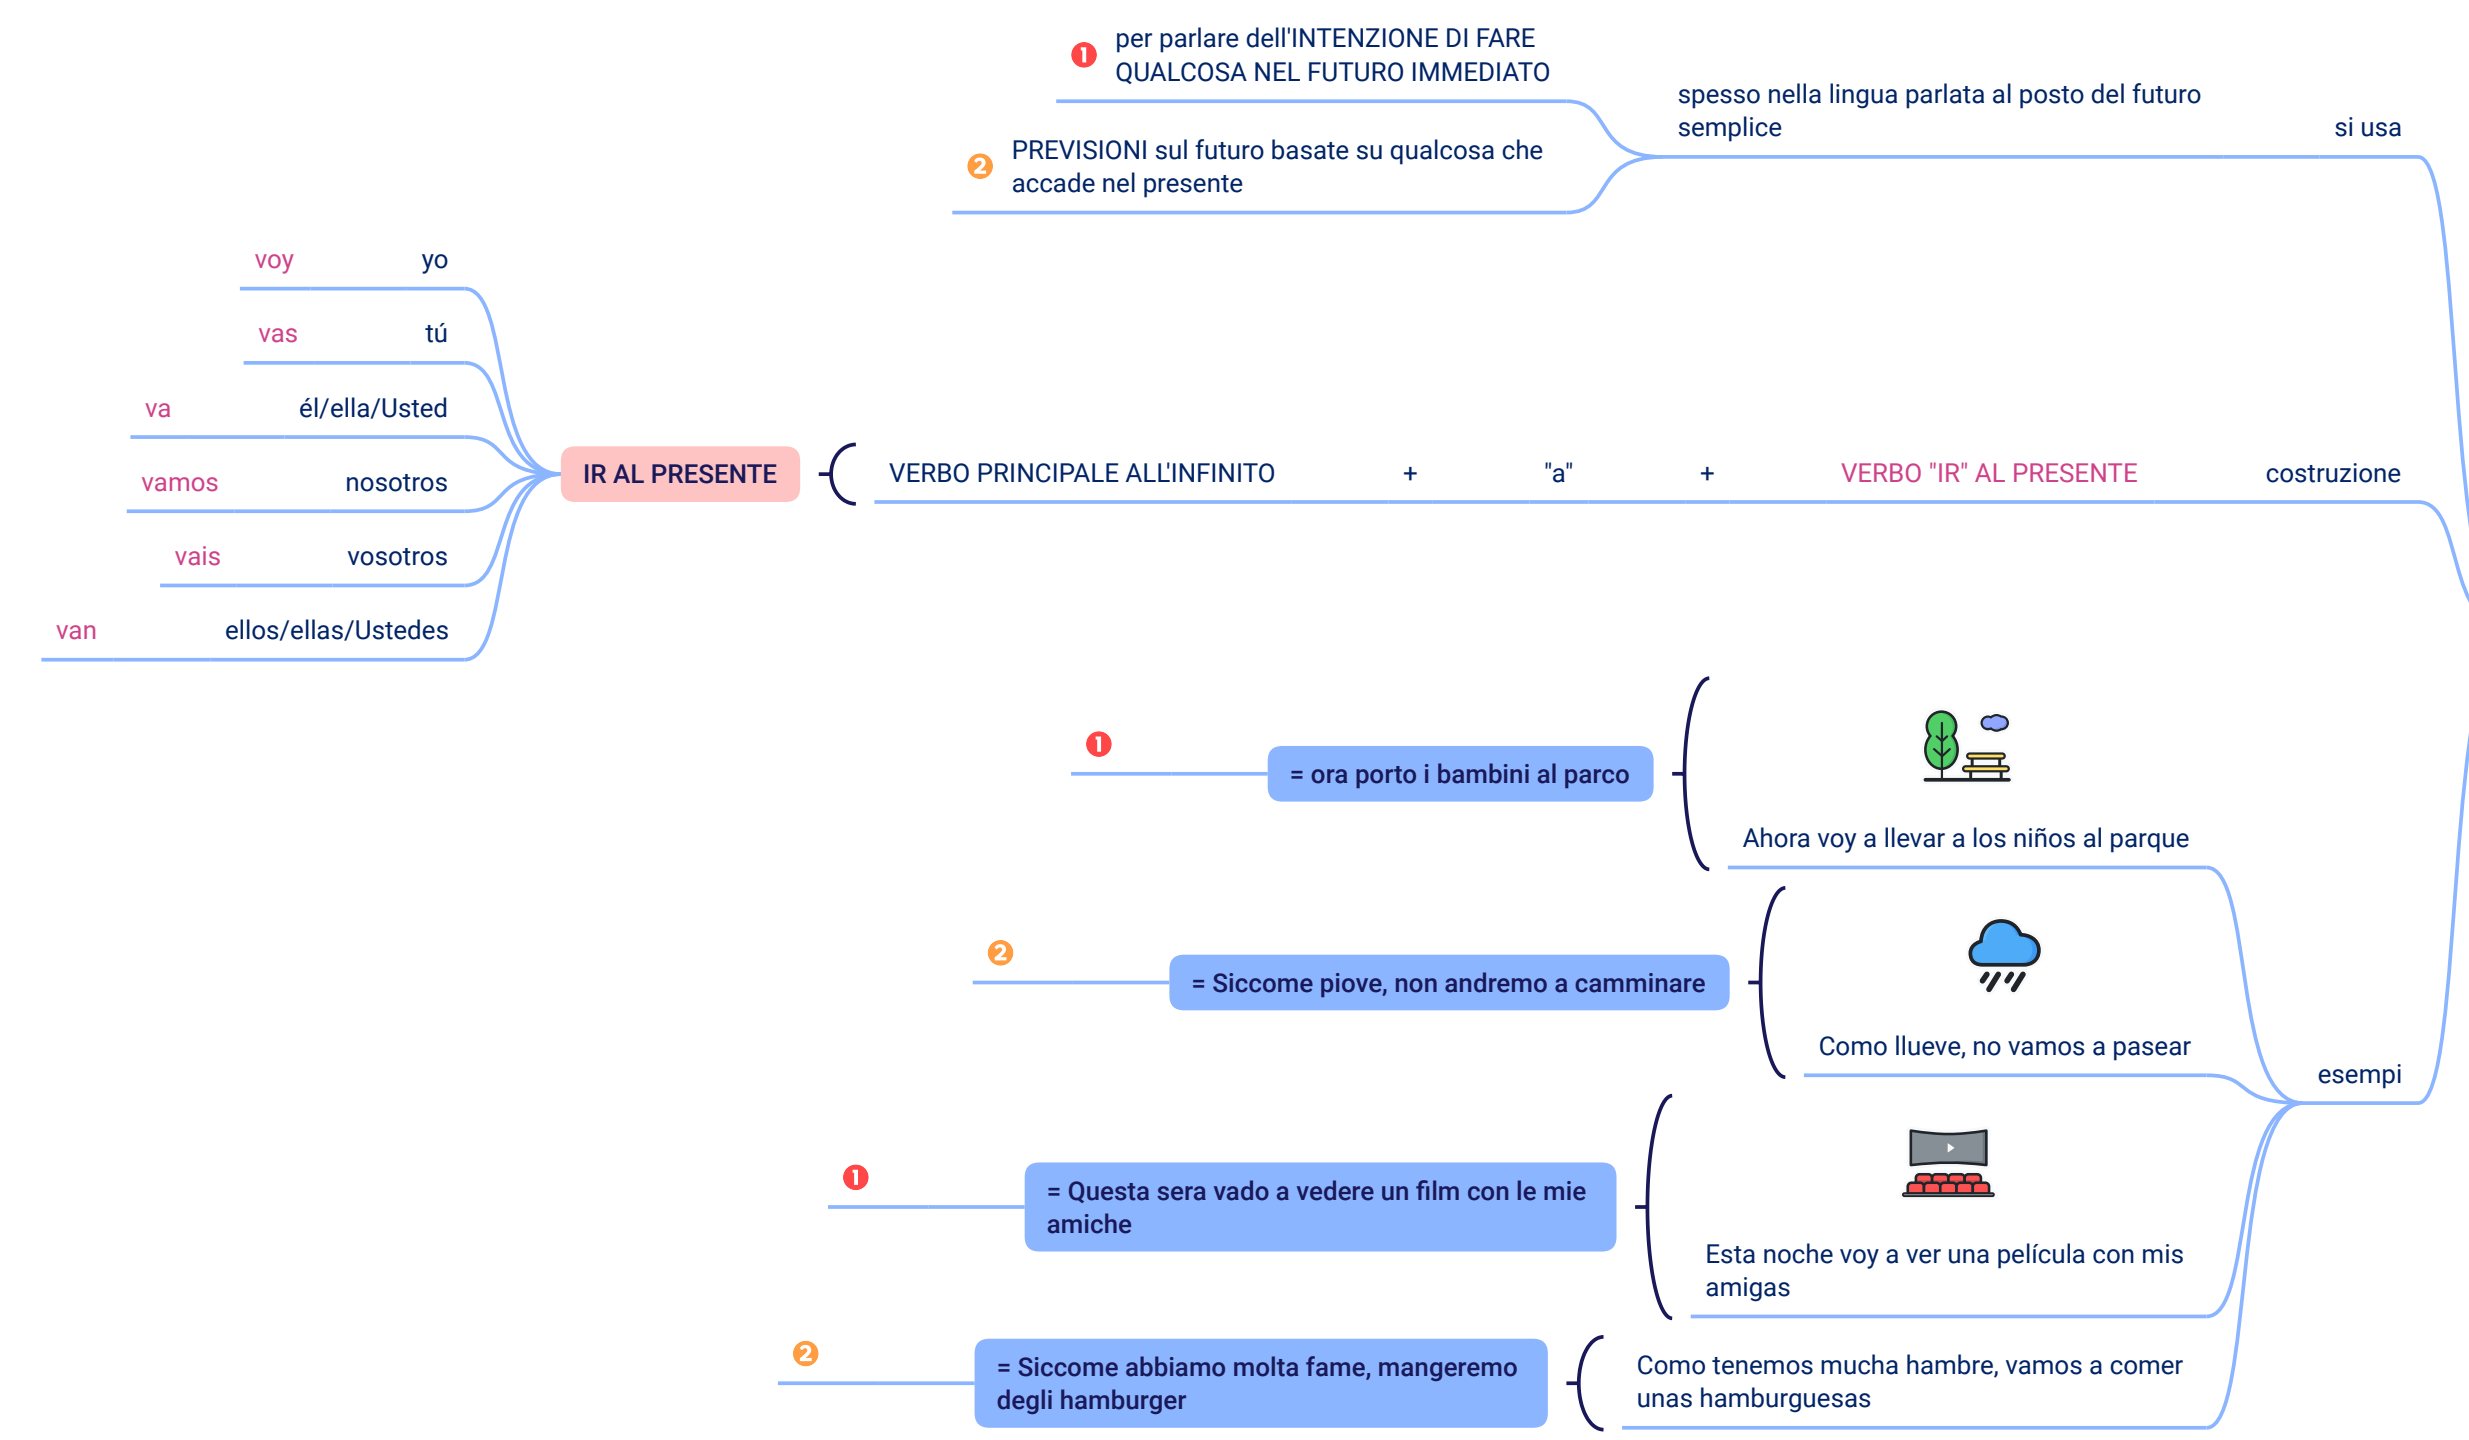 si usa
spesso nella lingua parlata al posto del futuro
semplice
1
per parlare dell'INTENZIONE DI FARE
QUALCOSA NEL FUTURO IMMEDIATO
2
PREVISIONI sul futuro basate su qualcosa che
accade nel presente
costruzione
VERBO "IR" AL PRESENTE
+
"a"
+
VERBO PRINCIPALE ALL'INFINITO
IR AL PRESENTE
yo
voy
tú
vas
él/ella/Usted
va
nosotros
vamos
vosotros
vais
ellos/ellas/Ustedes
van
esempi
Ahora voy a llevar a los niños al parque
= ora porto i bambini al parco
1
Como llueve, no vamos a pasear
= Siccome piove, non andremo a camminare
2
Esta noche voy a ver una película con mis
amigas
= Questa sera vado a vedere un film con le mie
amiche
1
Como tenemos mucha hambre, vamos a comer
unas hamburguesas
= Siccome abbiamo molta fame, mangeremo
degli hamburger
2